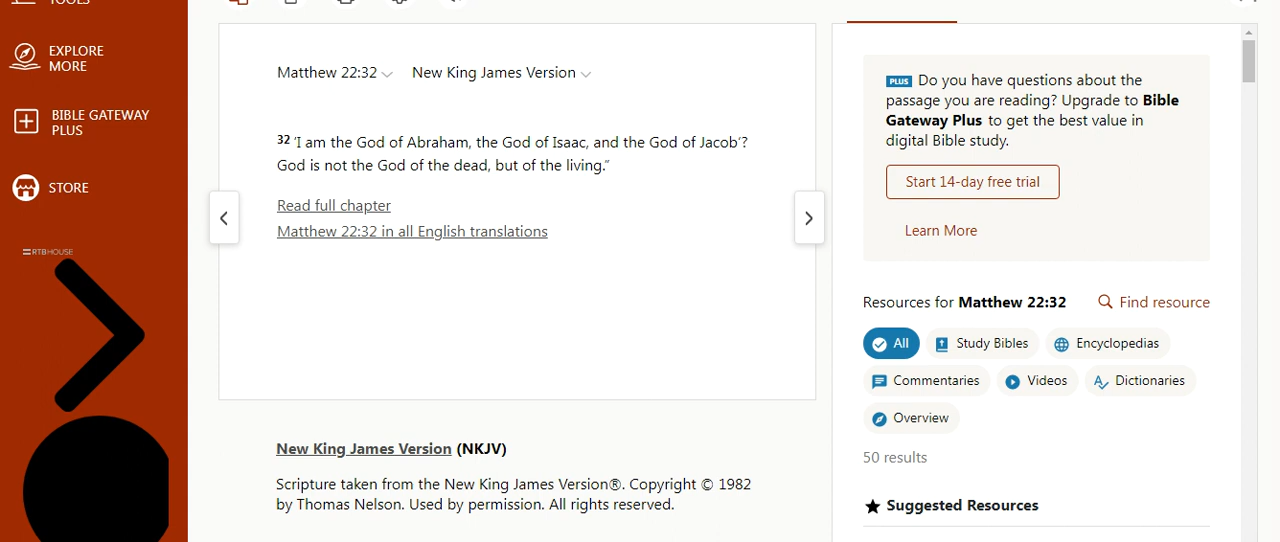 TOOLS
EXPLORE
MORE
BIBLE GATEWAY
PLUS
STORE
RTBHOUSE
Matthew 22:32
New King James Version
32 ‘I am the God of Abraham, the God of Isaac, and the God of Jacob’?
God is not the God of the dead, but of the living.”
Read full chapter
Matthew 22:32 in all English translations
New King James Version (NKJV)
Scripture taken from the New King James Version®. Copyright © 1982
by Thomas Nelson. Used by permission. All rights reserved.
PLUS Do you have questions about the
passage you are reading? Upgrade to Bible
Gateway Plus to get the best value in
digital Bible study.
Start 14-day free trial
Learn More
Resources for Matthew 22:32
Find resource
All
Study Bibles
Encyclopedias
Commentaries
Videos
Dictionaries
Overview
50 results
Suggested Resources